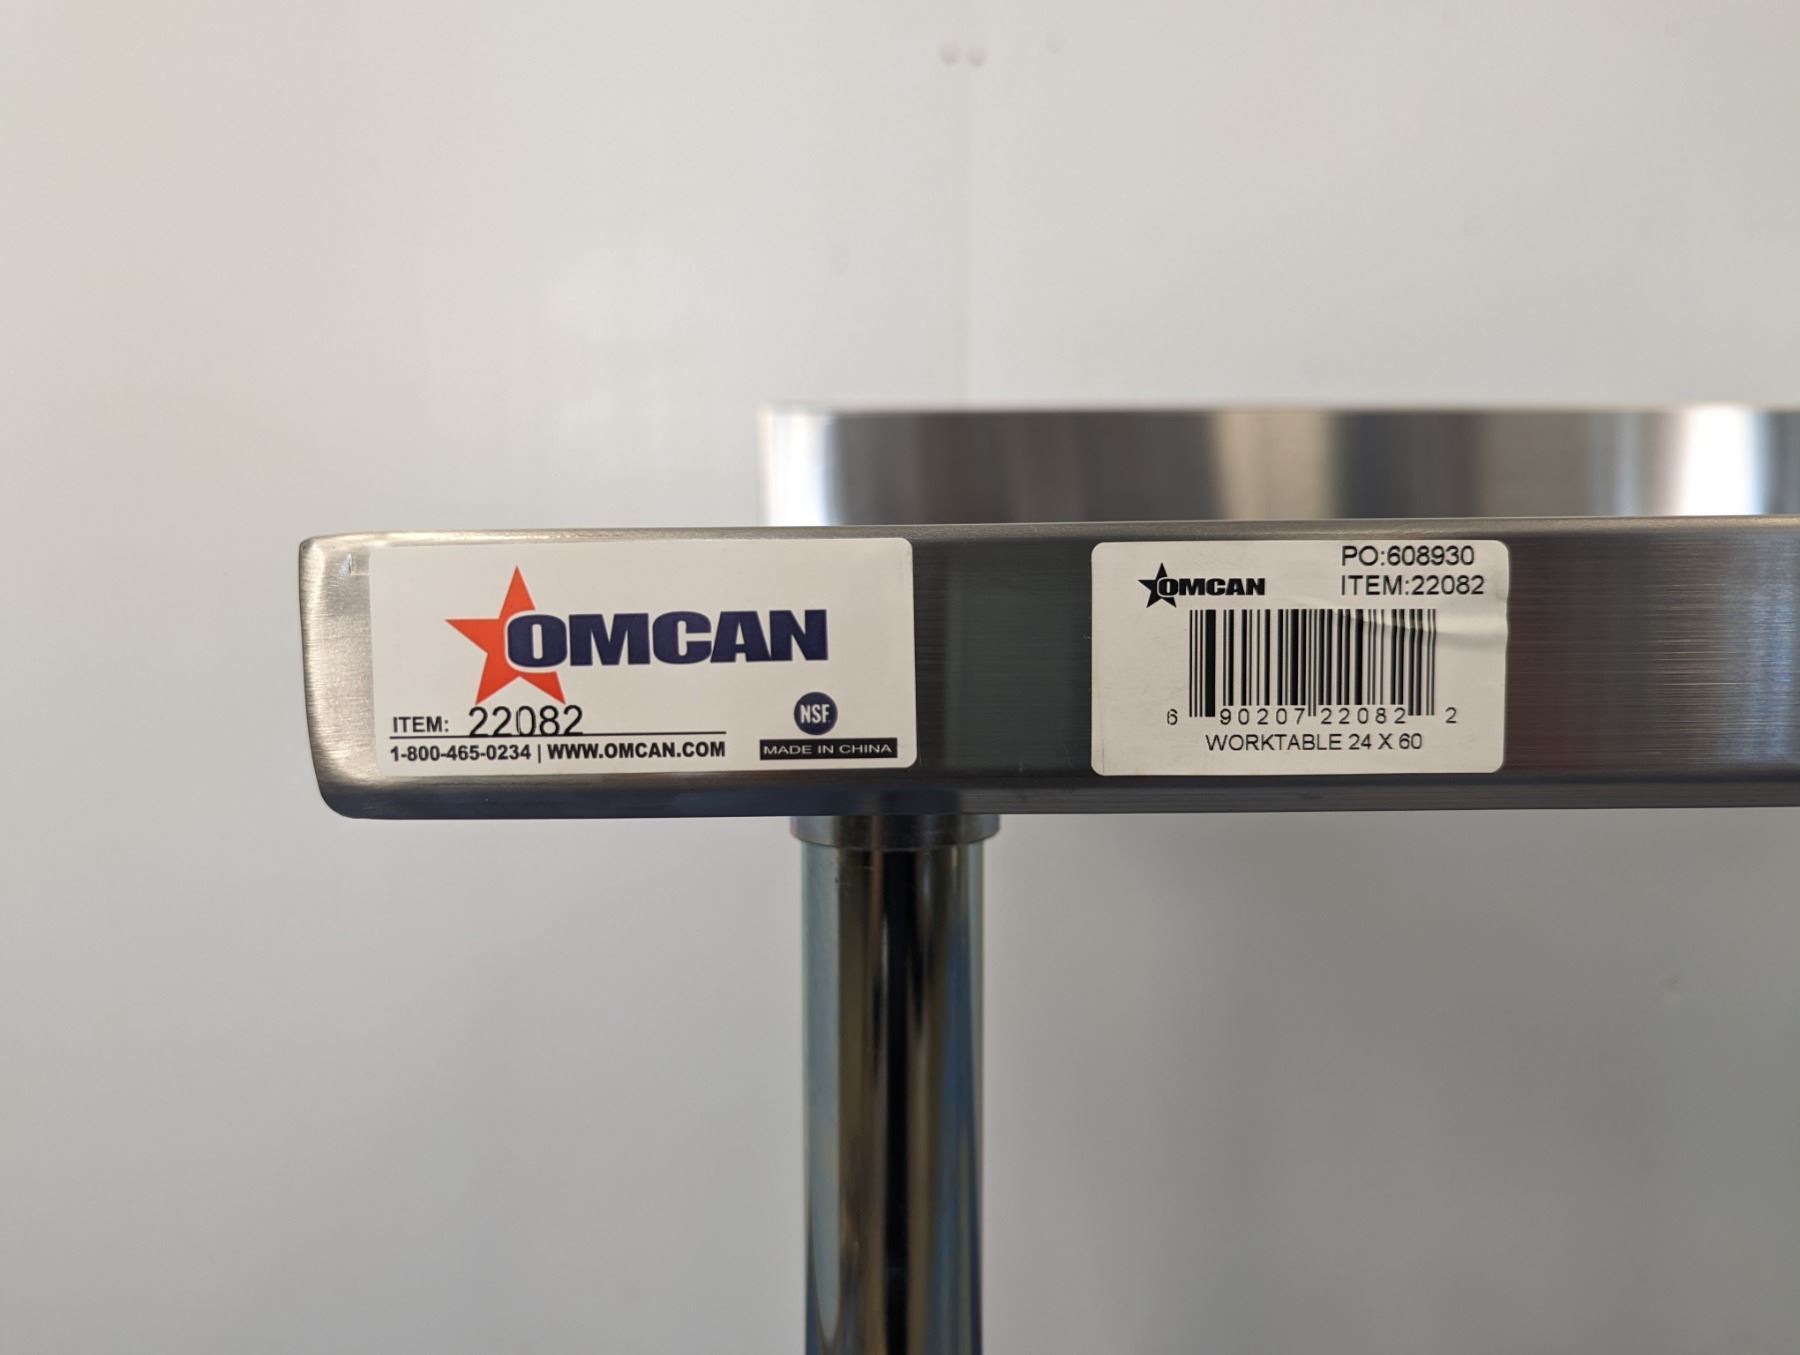 OMCAN
ITEM: 22082
1-800-465-0234 | WWW.OMCAN.COM
NSF
MADE IN CHINA
OMCAN
PO:608930
ITEM:22082
6 90207 22082 2
WORKTABLE 24 X 60